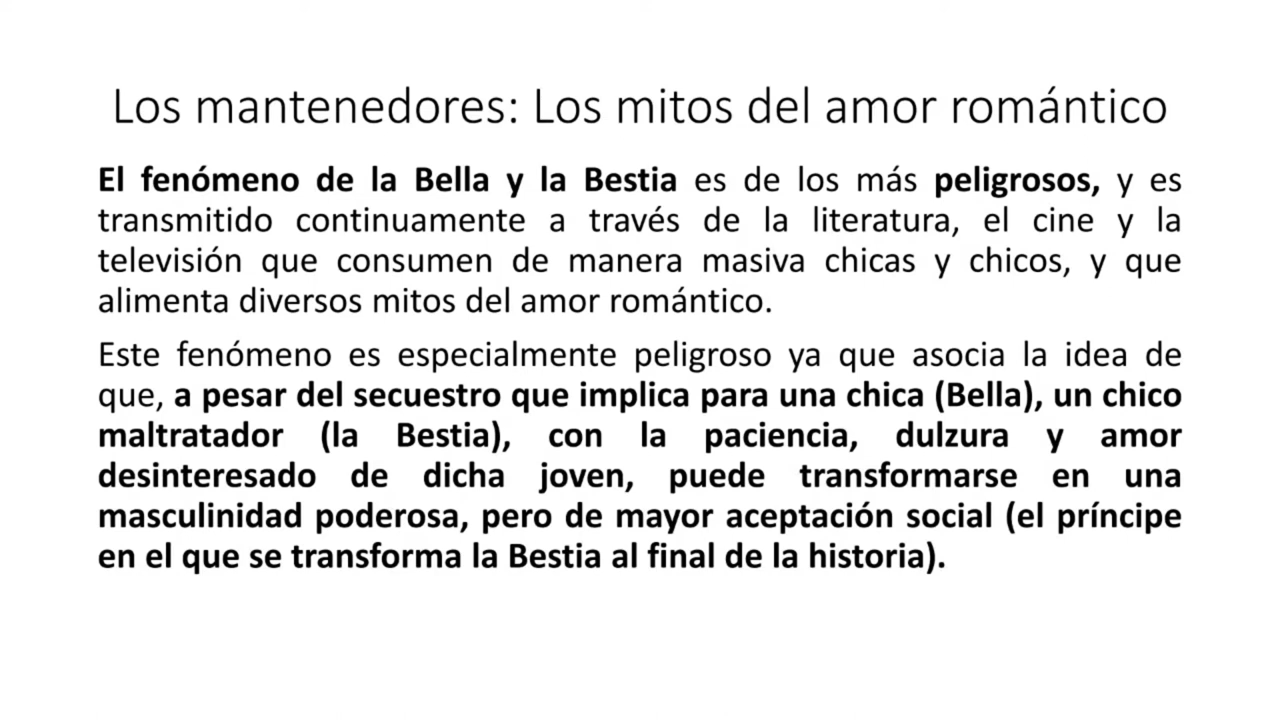 Los mantenedores: Los mitos del amor romántico
El fenómeno de la Bella y la Bestia es de los más peligrosos, y es
transmitido continuamente a través de la literatura, el cine y la
televisión que consumen de manera masiva chicas y chicos, y que
alimenta diversos mitos del amor romántico.
Este fenómeno es especialmente peligroso ya que asocia la idea de
que, a pesar del secuestro que implica para una chica (Bella), un chico
maltratador (la Bestia), con la paciencia, dulzura y amor
desinteresado de dicha joven, puede transformarse en una
masculinidad poderosa, pero de mayor aceptación social (el príncipe
en el que se transforma la Bestia al final de la historia).